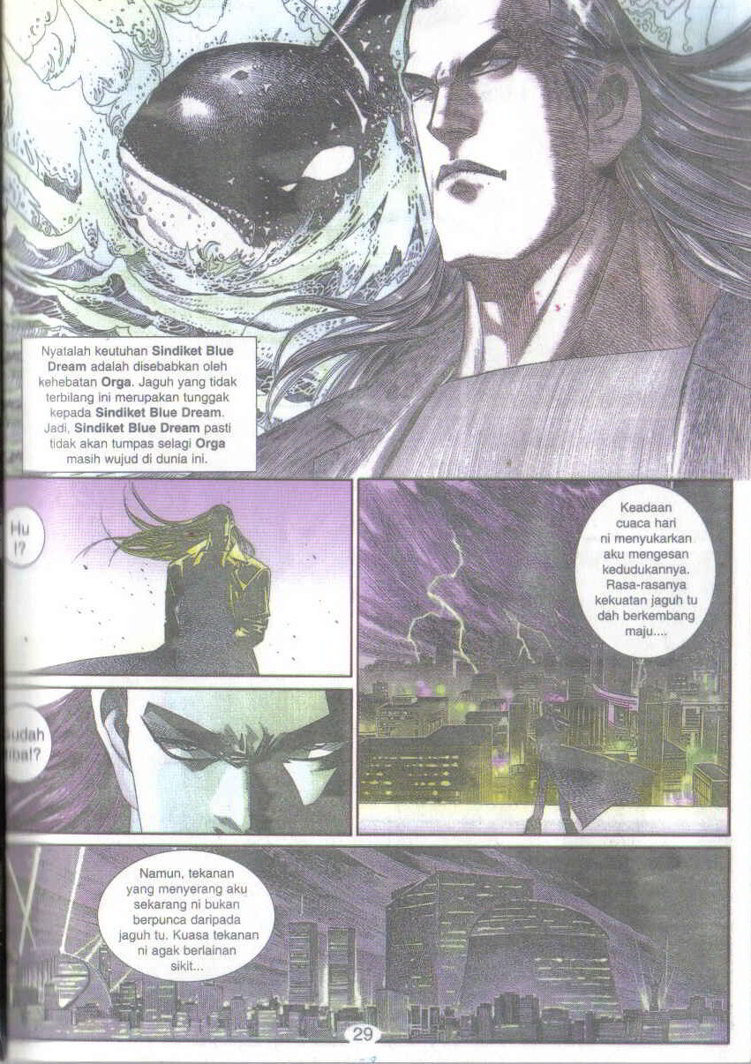 Nyatalah keutuhan Sindiket Blue
Dream adalah disebabkan oleh
kehebatan Orga. Jaguh yang tidak
terbilang ini merupakan tunggak
kepada Sindiket Blue Dream.
Jadi, Sindiket Blue Dream pasti
tidak akan tumpas selagi Orga
masih wujud di dunia ini.
Hu
!?
Keadaan
cuaca hari
ni menyukarkan
aku mengesan
kedudukannya.
Rasa-rasanya
kekuatan jaguh tu
dah berkembang
maju....
Namun, tekanan
yang menyerang aku
sekarang ni bukan
berpunca daripada
jaguh tu. Kuasa tekanan
ni agak berlainan
sikit...
29